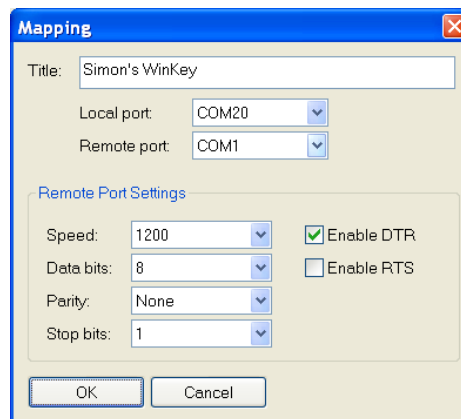 Mapping
Title: Simon's WinKey
Local port: COM20
Remote port: COM1
Remote Port Settings
Speed: 1200 Enable DTR
Data bits: 8 Enable RTS
Parity: None
Stop bits: 1
OK Cancel